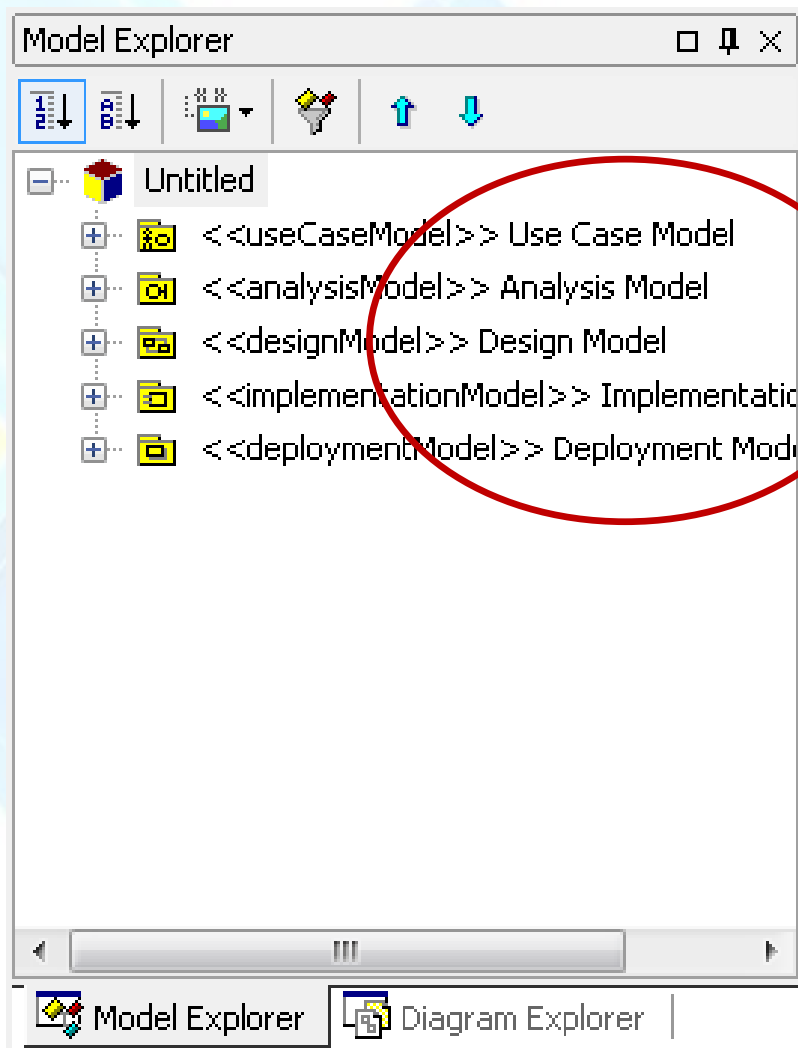 Model Explorer
Untitled
<<useCaseModel>> Use Case Model
<<analysisModel>> Analysis Model
<<designModel>> Design Model
<<implementationModel>> Implementatio
<<deploymentModel>> Deployment Mode
Model Explorer Diagram Explorer